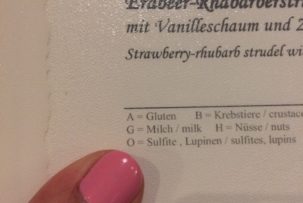 Erdbeer-Rhabarberstr
mit Vanilleschaum und Z
Strawberry-rhubarb strudel wi
A = Gluten B = Krebstiere / crustace
G = Milch / milk H = Nüsse / nuts
O = Sulfite , Lupinen / sulfites, lupins